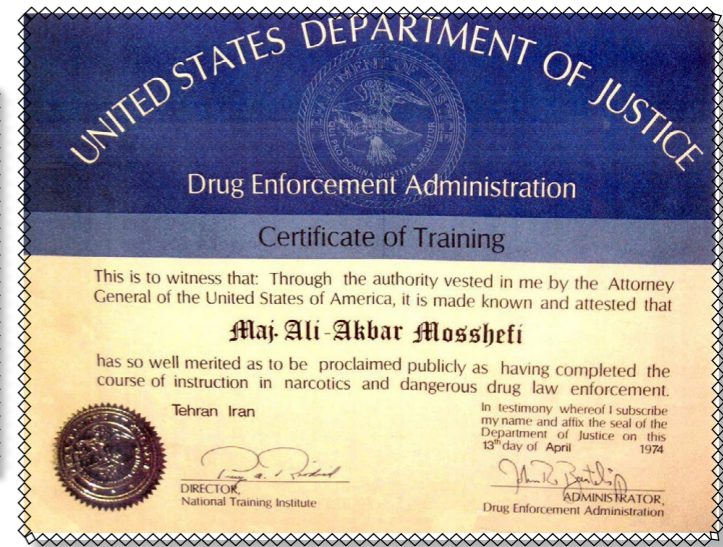 UNITED STATES DEPARTMENT OF JUSTICE
Drug Enforcement Administration
Certificate of Training
This is to witness that: Through the authority vested in me by the Attorney
General of the United States of America, it is made known and attested that
Maj. Ali-Akbar Mosshefi
has so well merited as to be proclaimed publicly as having completed the
course of instruction in narcotics and dangerous drug law enforcement.
Tehran Iran
In testimony whereof I subscribe
my name and affix the seal of the
Department of Justice on this
13th day of April 1974
DIRECTOR,
National Training Institute
ADMINISTRATOR,
Drug Enforcement Administration